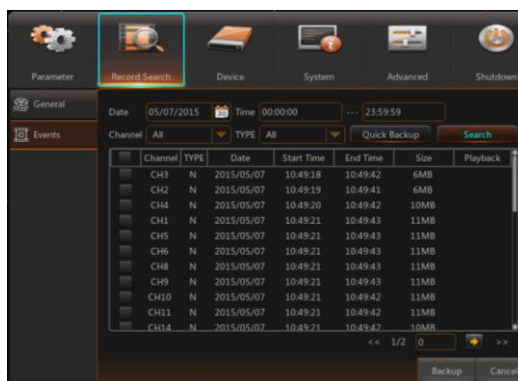 Parameter Record Search Device System Advanced Shutdown
General
Events
Date 05/07/2015 30 Time 00:00:00 --- 23:59:59
Channel All TYPE All Quick Backup Search
Channel TYPE Date Start Time End Time Size Playback
CH3 N 2015/05/07 10:49:18 10:49:42 6MB
CH2 N 2015/05/07 10:49:19 10:49:41 6MB
CH4 N 2015/05/07 10:49:20 10:49:42 10MB
CH1 N 2015/05/07 10:49:21 10:49:43 11MB
CH5 N 2015/05/07 10:49:21 10:49:43 11MB
CH6 N 2015/05/07 10:49:21 10:49:43 11MB
CH8 N 2015/05/07 10:49:21 10:49:43 11MB
CH9 N 2015/05/07 10:49:21 10:49:43 11MB
CH10 N 2015/05/07 10:49:21 10:49:42 11MB
CH11 N 2015/05/07 10:49:21 10:49:42 11MB
CH14 N 2015/05/07 10:49:21 10:49:42 10MB
<< 1/2 0 >>
Backup Cancel